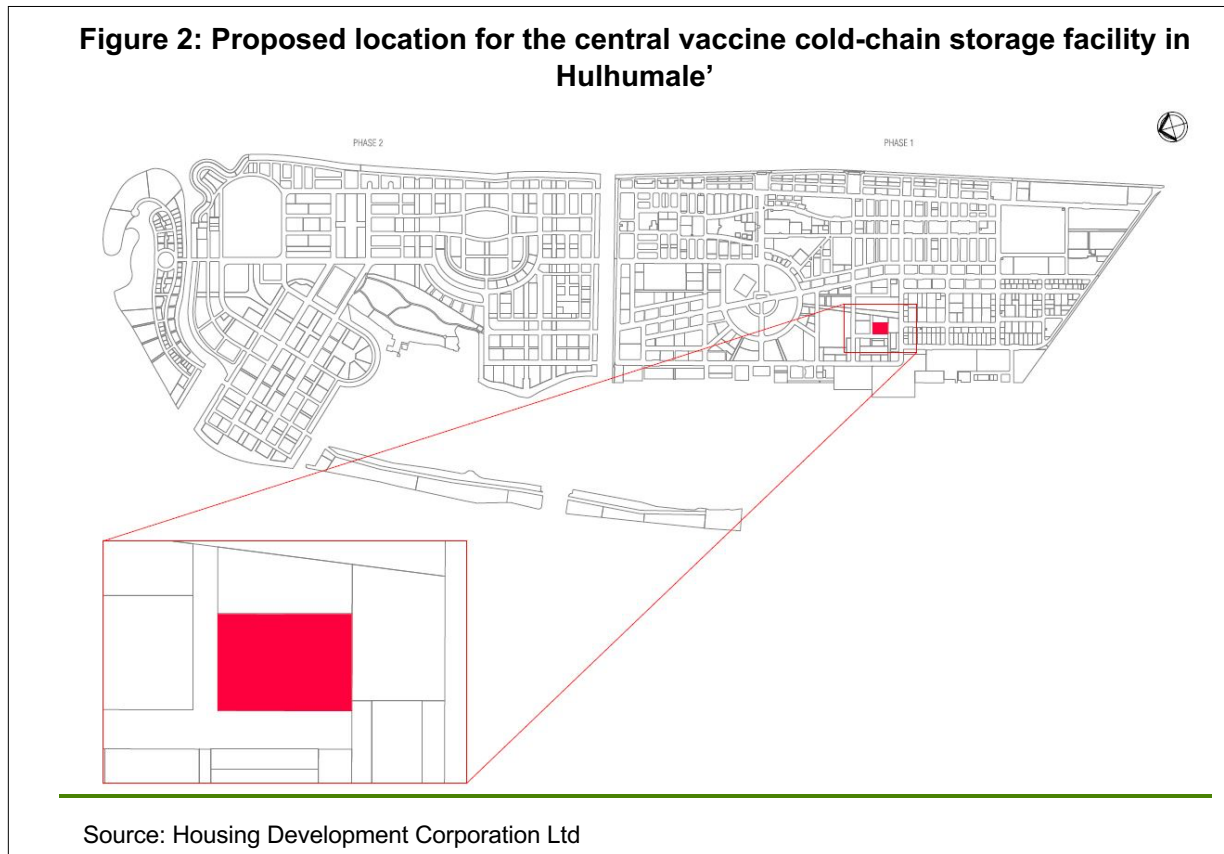 Figure 2: Proposed location for the central vaccine cold-chain storage facility in
Hulhumale’
PHASE 2
PHASE 1
Source: Housing Development Corporation Ltd